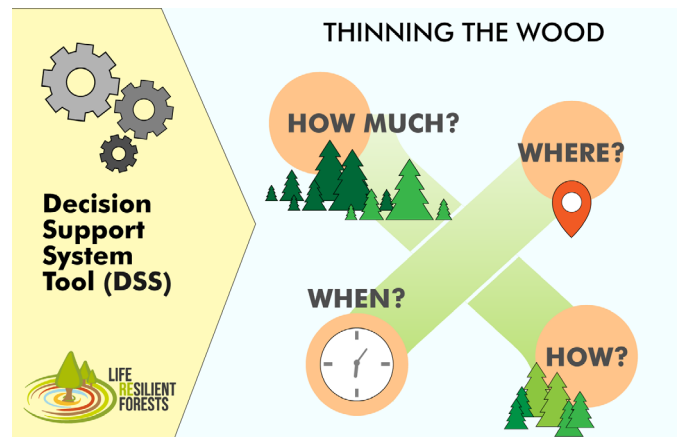 THINNING THE WOOD
HOW MUCH?
WHERE?
Decision
Support
System
Tool (DSS)
WHEN?
HOW?
LIFE
RESILIENT
FORESTS